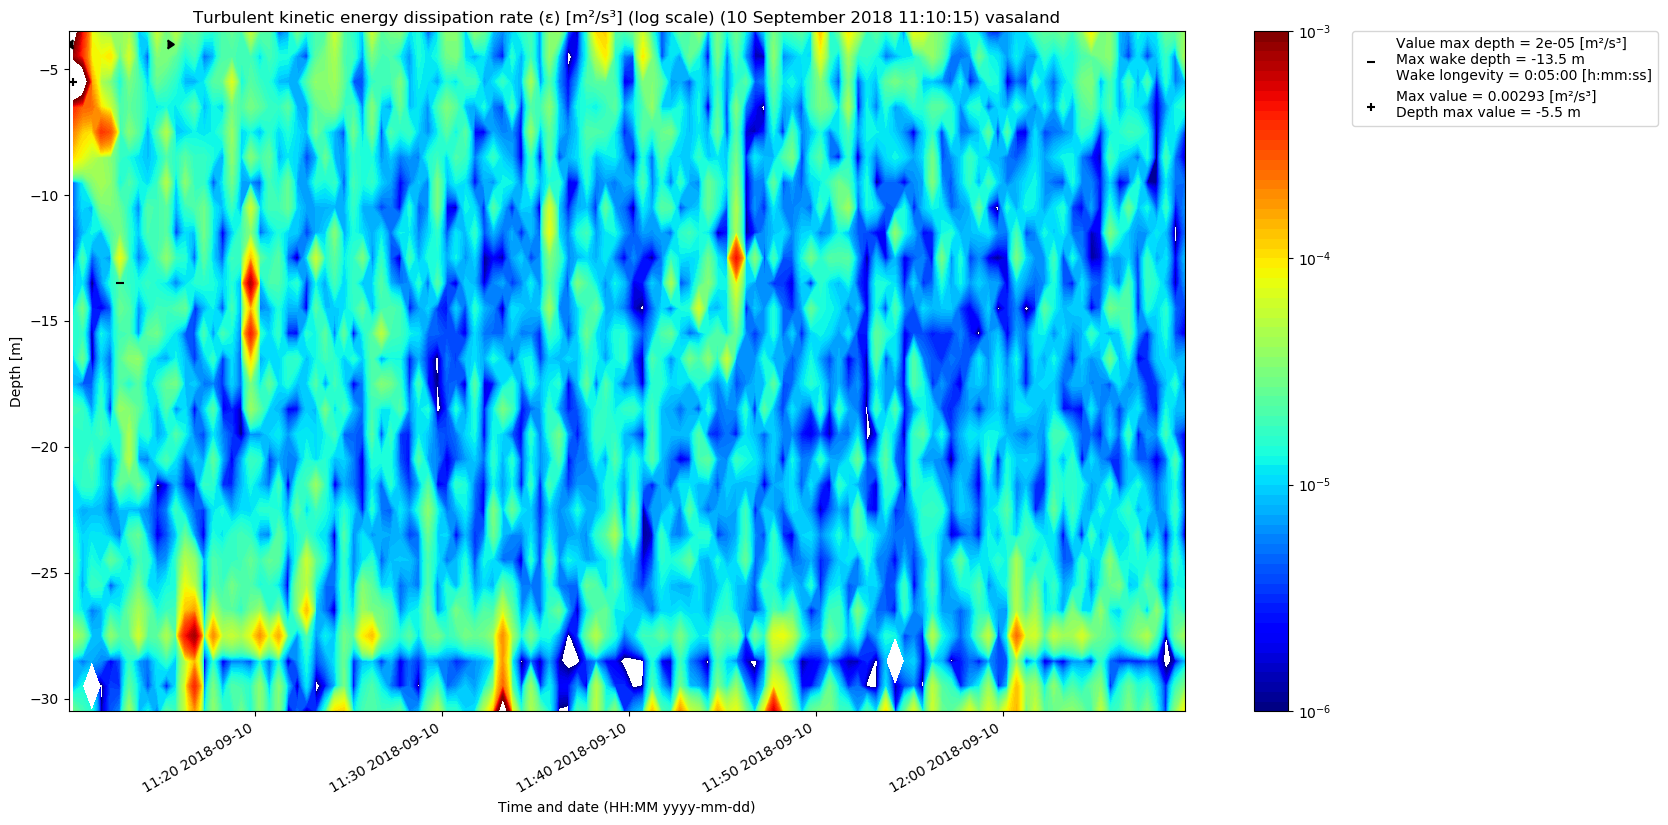 Turbulent kinetic energy dissipation rate (ε) [m²/s³] (log scale) (10 September 2018 11:10:15) vasaland
Depth [m]
−5
−10
−15
−20
−25
−30
11:20 2018-09-10
11:30 2018-09-10
11:40 2018-09-10
11:50 2018-09-10
12:00 2018-09-10
Time and date (HH:MM yyyy-mm-dd)
10⁻³
10⁻⁴
10⁻⁵
10⁻⁶
Value max depth = 2e-05 [m²/s³]
Max wake depth = -13.5 m
Wake longevity = 0:05:00 [h:mm:ss]
Max value = 0.00293 [m²/s³]
Depth max value = -5.5 m